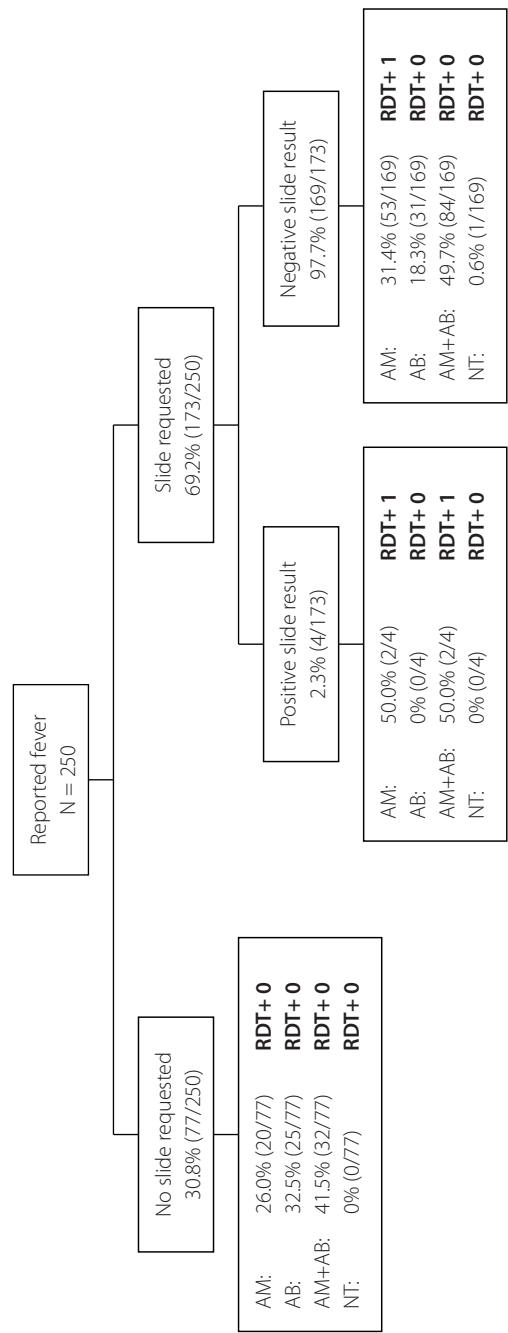 Reported fever
N = 250
No slide requested
30.8% (77/250)
Slide requested
69.2% (173/250)
Positive slide result
2.3% (4/173)
Negative slide result
97.7% (169/173)
AM: 26.0% (20/77) RDT+ 0
AB: 32.5% (25/77) RDT+ 0
AM+AB: 41.5% (32/77) RDT+ 0
NT: 0% (0/77) RDT+ 0
AM: 50.0% (2/4) RDT+ 1
AB: 0% (0/4) RDT+ 0
AM+AB: 50.0% (2/4) RDT+ 1
NT: 0% (0/4) RDT+ 0
AM: 31.4% (53/169) RDT+ 1
AB: 18.3% (31/169) RDT+ 0
AM+AB: 49.7% (84/169) RDT+ 0
NT: 0.6% (1/169) RDT+ 0